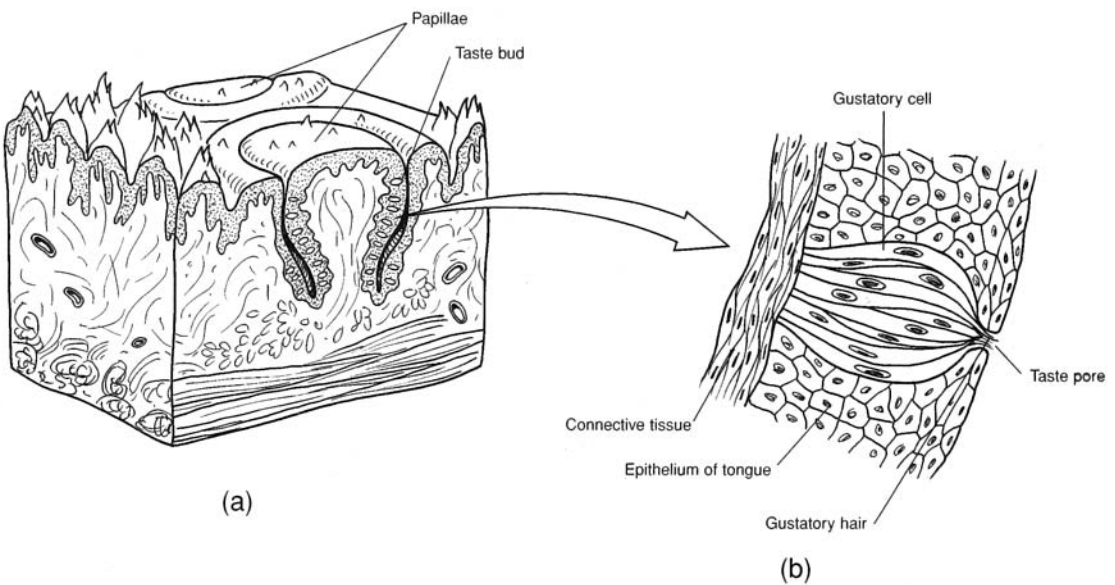 Papillae
Taste bud
Gustatory cell
Taste pore
Connective tissue
Epithelium of tongue
Gustatory hair
(a)
(b)